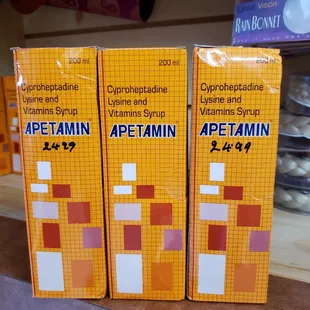 VISION
RAIN BONNET
200 ml
Cyproheptadine
Lysine and
Vitamins Syrup
APETAMIN
2499
200 ml
Cyproheptadine
Lysine and
Vitamins Syrup
APETAMIN
200 ml
Cyproheptadine
Lysine and
Vitamins Syrup
APETAMIN
2499